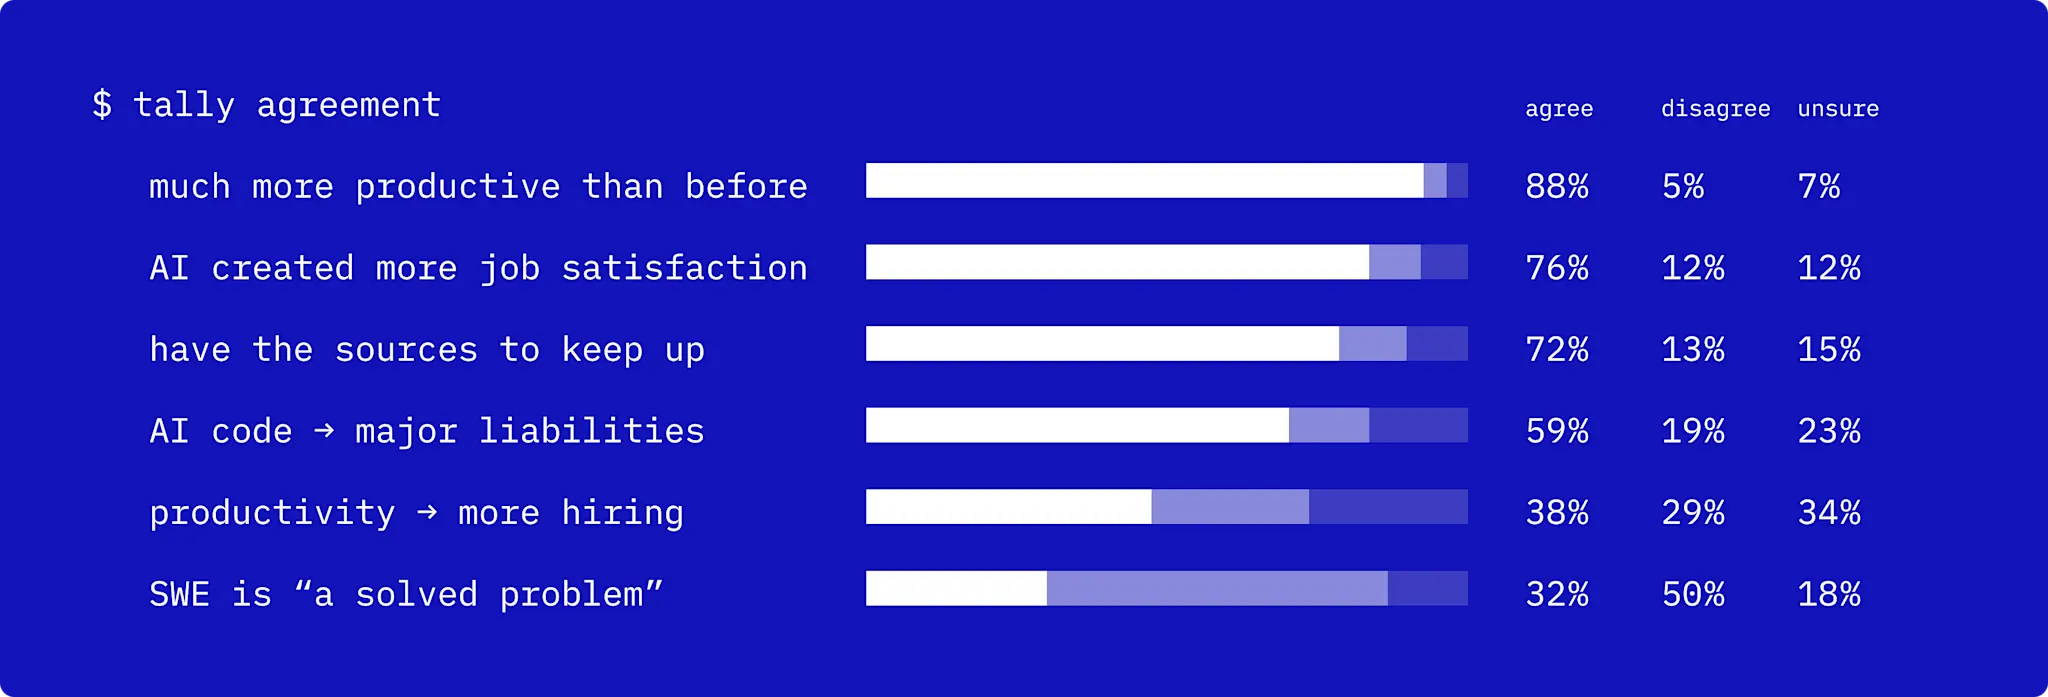 $ tally agreement agree disagree unsure
much more productive than before 88% 5% 7%
AI created more job satisfaction 76% 12% 12%
have the sources to keep up 72% 13% 15%
AI code → major liabilities 59% 19% 23%
productivity → more hiring 38% 29% 34%
SWE is “a solved problem” 32% 50% 18%